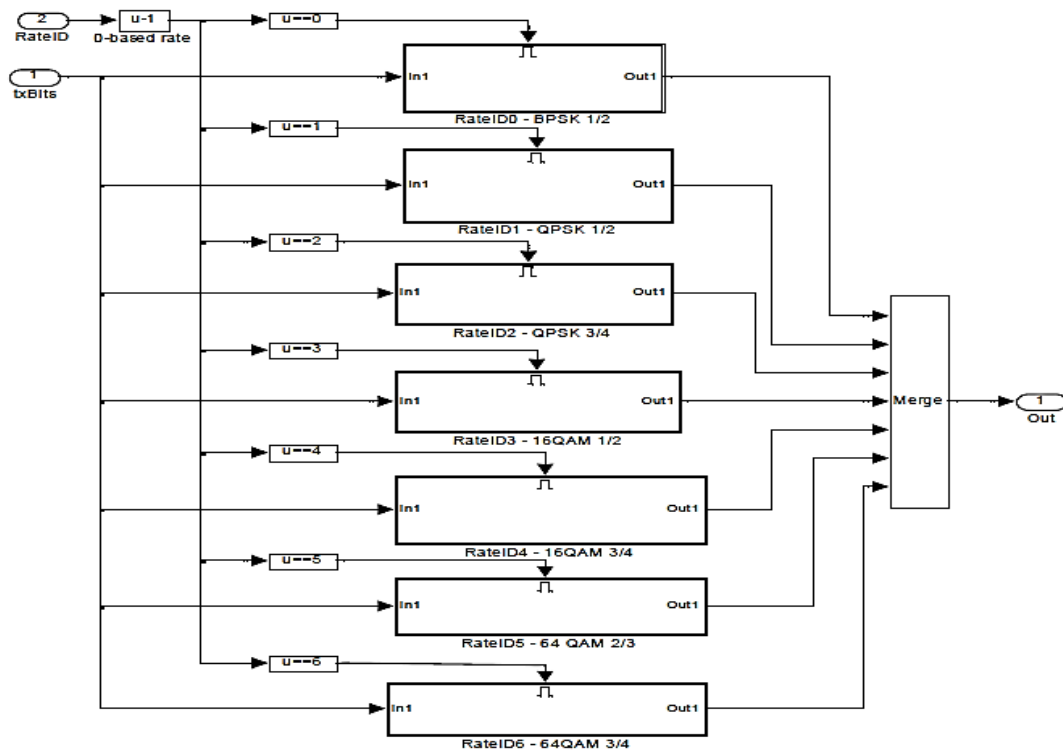 2
RateID
u-1
0-based rate
u==0
1
txBits
In1
Out1
RateID0 - BPSK 1/2
u==1
In1
Out1
RateID1 - QPSK 1/2
u==2
In1
Out1
RateID2 - QPSK 3/4
u==3
In1
Out1
RateID3 - 16QAM 1/2
u==4
In1
Out1
RateID4 - 16QAM 3/4
u==5
In1
Out1
RateID5 - 64 QAM 2/3
u==6
In1
Out1
RateID6 - 64QAM 3/4
Merge
1
Out